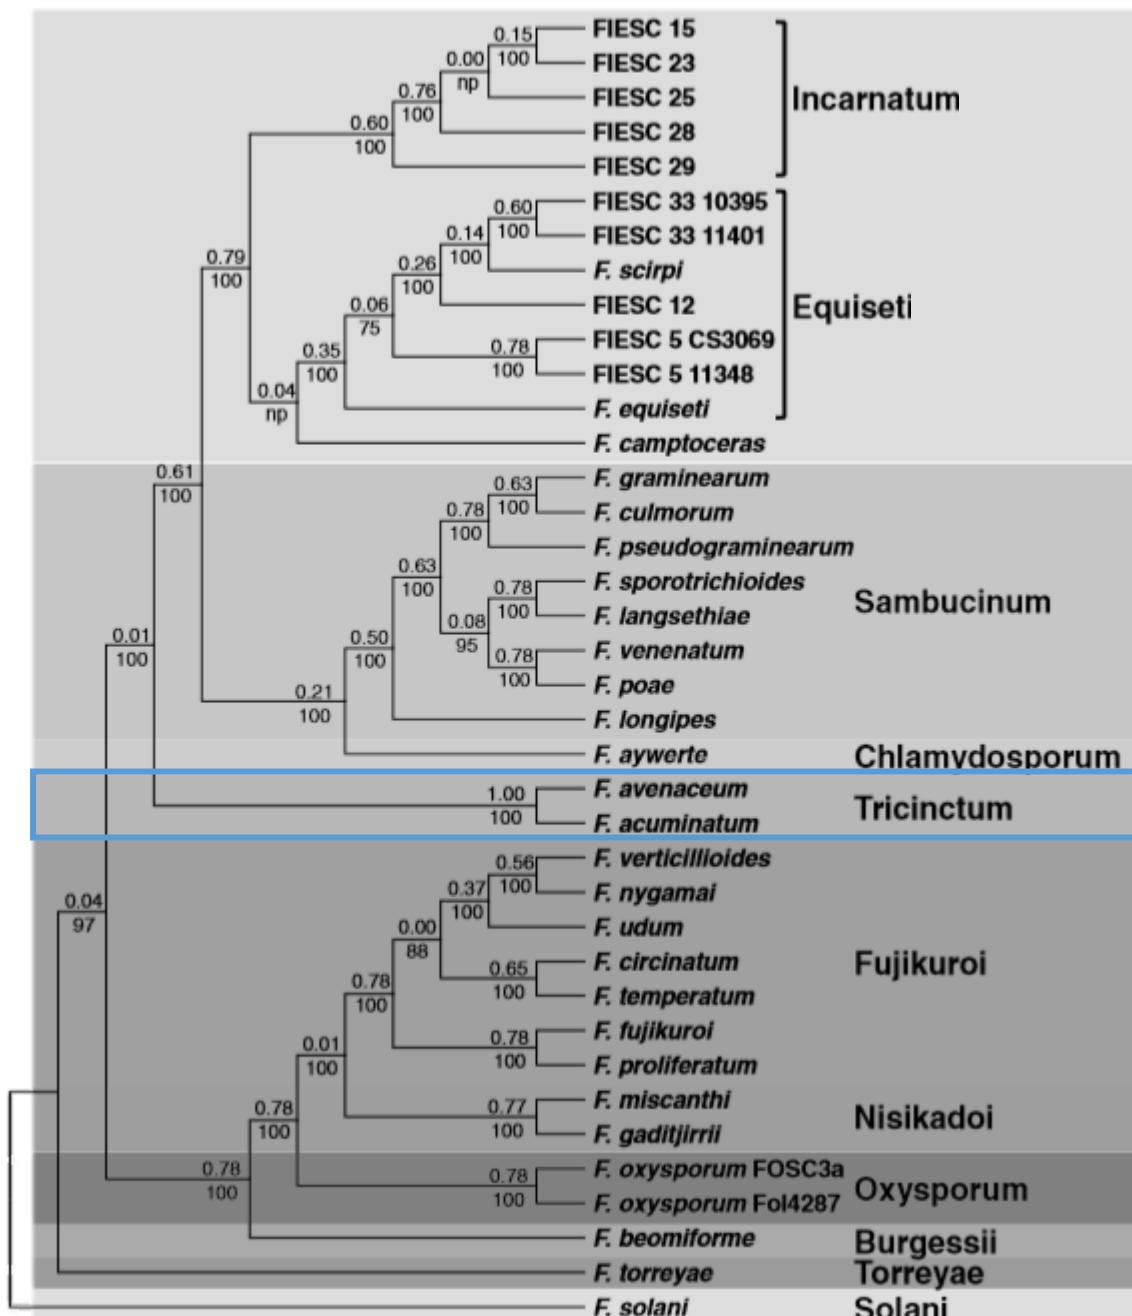 0.15 FIESC 15
0.00 100 FIESC 23
0.76 np FIESC 25
Incarnatum
0.60 100 FIESC 28
100 FIESC 29
0.60 FIESC 33 10395
0.14 100 FIESC 33 11401
0.79 0.26 100 F. scirpi
100 0.06 100 FIESC 12
Equiseti
0.35 75 0.78 FIESC 5 CS3069
100 100 FIESC 5 11348
0.04 F. equiseti
np F. camptoceras
0.61 0.63 F. graminearum
100 0.78 100 F. culmorum
100 F. pseudograminearum
0.63 0.78 F. sporotrichioides
100 100 F. langsethiae
Sambucinum
0.01 0.50 0.08 0.78 F. venenatum
100 100 95 100 F. poae
0.21 F. longipes
100 F. aywerte Chlamydosporum
1.00 F. avenaceum
100 F. acuminatum
Tricinctum
0.56 F. verticillioides
0.04 0.37 100 F. nygamai
97 0.00 100 F. udum
88 0.65 F. circinatum
Fujikuroi
0.78 100 F. temperatum
100 0.78 F. fujikuroi
0.01 100 F. proliferatum
100 0.77 F. miscanthi
0.78 100 F. gaditjirrii
100 Nisikadoi
0.78 0.78 F. oxysporum FOSC3a
100 100 F. oxysporum Fol4287
Oxysporum
F. beomiforme Burgessii
F. torreyae Torreyae
F. solani Solani